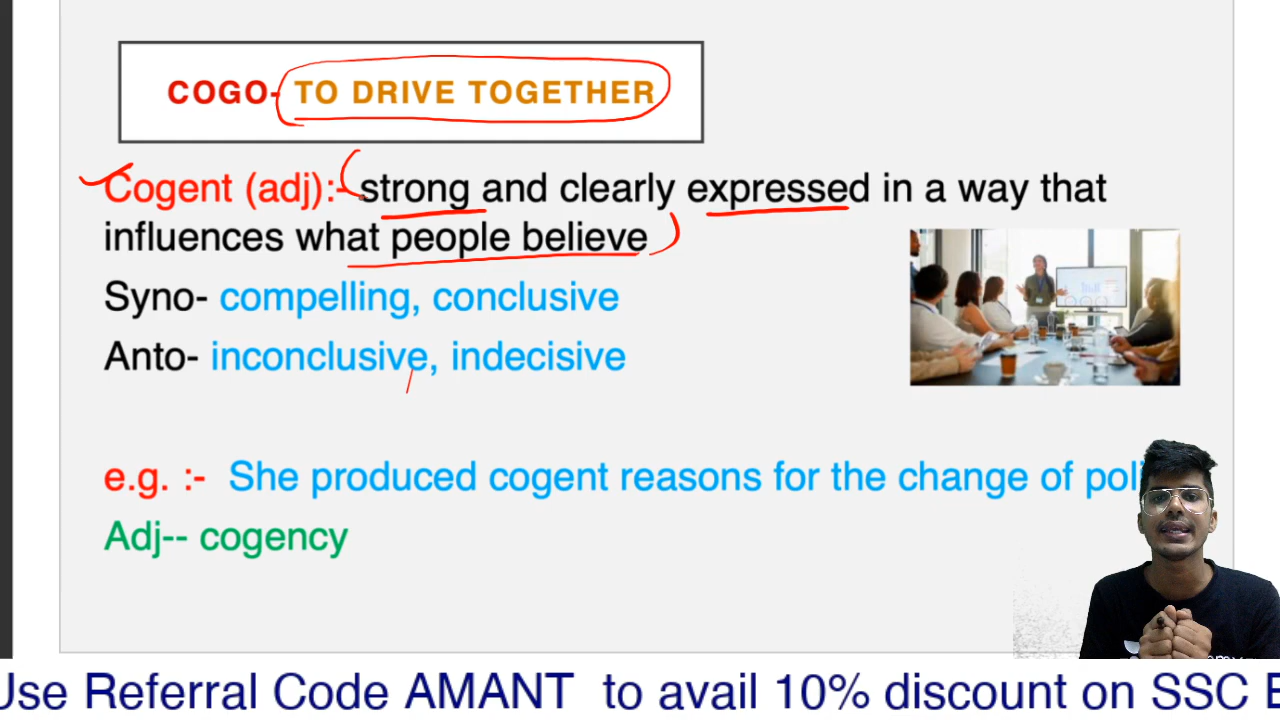 COGO- TO DRIVE TOGETHER
Cogent (adj):- strong and clearly expressed in a way that
influences what people believe
Syno- compelling, conclusive
Anto- inconclusive, indecisive
e.g. :- She produced cogent reasons for the change of poli
Adj-- cogency
Use Referral Code AMANT to avail 10% discount on SSC E